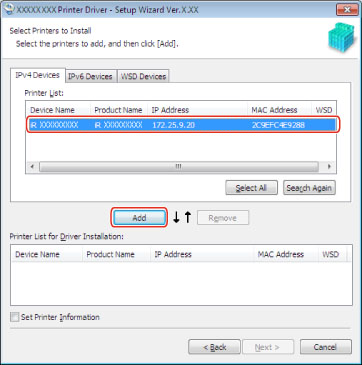 XXXXXXXX Printer Driver - Setup Wizard Ver.X.XX
Select Printers to Install
Select the printers to add, and then click [Add].
IPv4 Devices IPv6 Devices WSD Devices
Printer List:
Device Name Product Name IP Address MAC Address WSD
iR XXXXXXXXX iR XXXXXXXXX 172.25.9.20 2C9EFC4E9288
Select All Search Again
Add Remove
Printer List for Driver Installation:
Device Name Product Name IP Address MAC Address WSD
Set Printer Information
< Back Next > Cancel